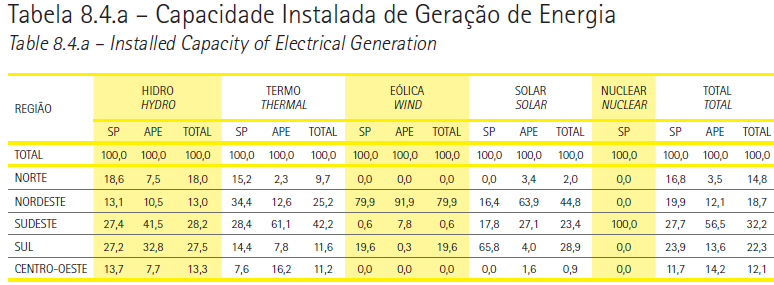 Tabela 8.4.a – Capacidade Instalada de Geração de Energia
Table 8.4.a – Installed Capacity of Electrical Generation
REGIÃO HIDRO TERMO EÓLICA SOLAR NUCLEAR TOTAL
HYDRO THERMAL WIND SOLAR NUCLEAR TOTAL
SP APE TOTAL SP APE TOTAL SP APE TOTAL SP APE TOTAL SP SP APE TOTAL
TOTAL 100,0 100,0 100,0 100,0 100,0 100,0 100,0 100,0 100,0 100,0 100,0 100,0 100,0 100,0 100,0 100,0
NORTE 18,6 7,5 18,0 15,2 2,3 9,7 0,0 0,0 0,0 0,0 3,4 2,0 0,0 16,8 3,5 14,8
NORDESTE 13,1 10,5 13,0 34,4 12,6 25,2 79,9 91,9 79,9 16,4 63,9 44,8 0,0 19,9 12,1 18,7
SUDESTE 27,4 41,5 28,2 28,4 61,1 42,2 0,6 7,8 0,6 17,8 27,1 23,4 100,0 27,7 56,5 32,2
SUL 27,2 32,8 27,5 14,4 7,8 11,6 19,6 0,3 19,6 65,8 4,0 28,9 0,0 23,9 13,6 22,3
CENTRO-OESTE 13,7 7,7 13,3 7,6 16,2 11,2 0,0 0,0 0,0 0,0 1,6 0,9 0,0 11,7 14,2 12,1